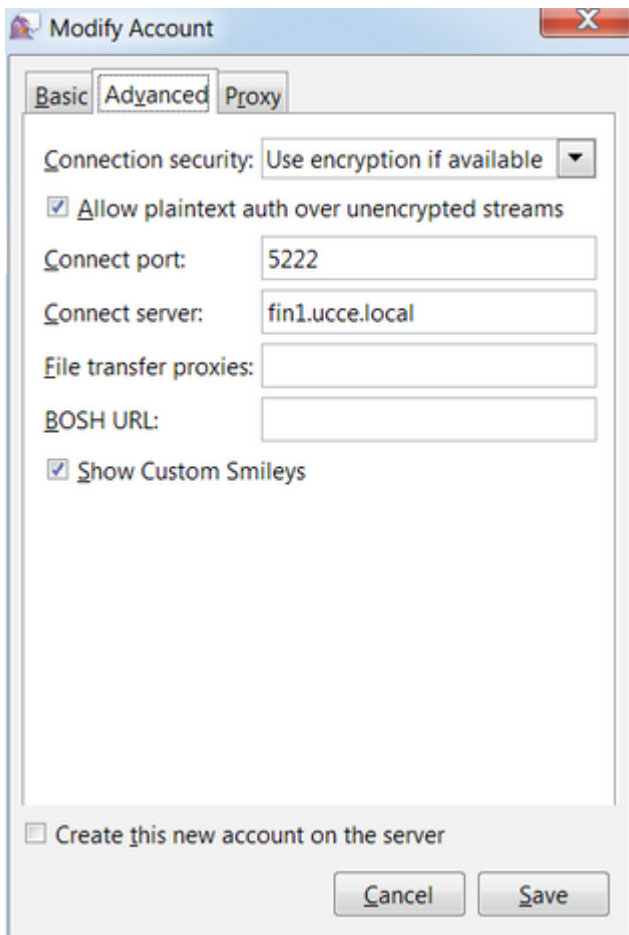 Modify Account
Basic Advanced Proxy
Connection security: Use encryption if available
Allow plaintext auth over unencrypted streams
Connect port: 5222
Connect server: fin1.ucce.local
File transfer proxies:
BOSH URL:
Show Custom Smileys
Create this new account on the server
Cancel Save